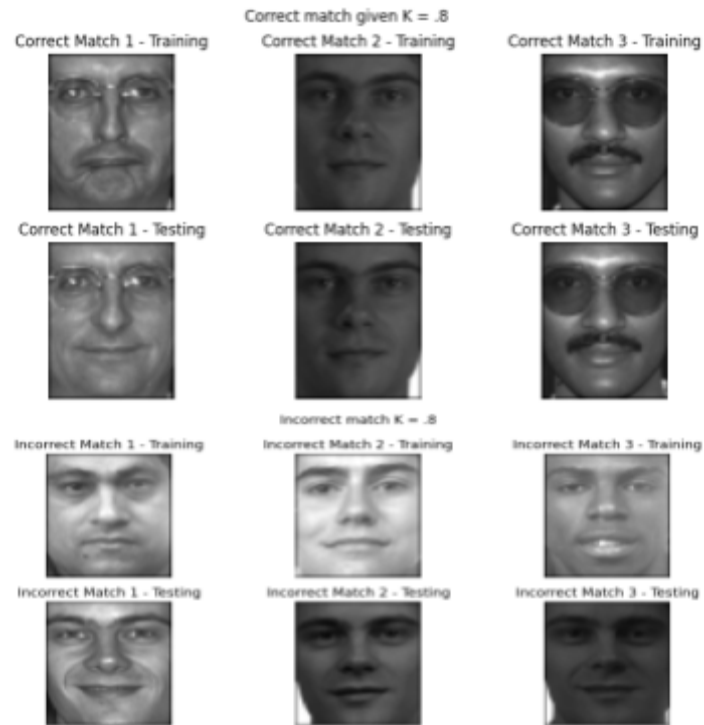 Correct match given K = .8
Correct Match 1 - Training Correct Match 2 - Training Correct Match 3 - Training
Correct Match 1 - Testing Correct Match 2 - Testing Correct Match 3 - Testing
Incorrect match K = .8
Incorrect Match 1 - Training Incorrect Match 2 - Training Incorrect Match 3 - Training
Incorrect Match 1 - Testing Incorrect Match 2 - Testing Incorrect Match 3 - Testing